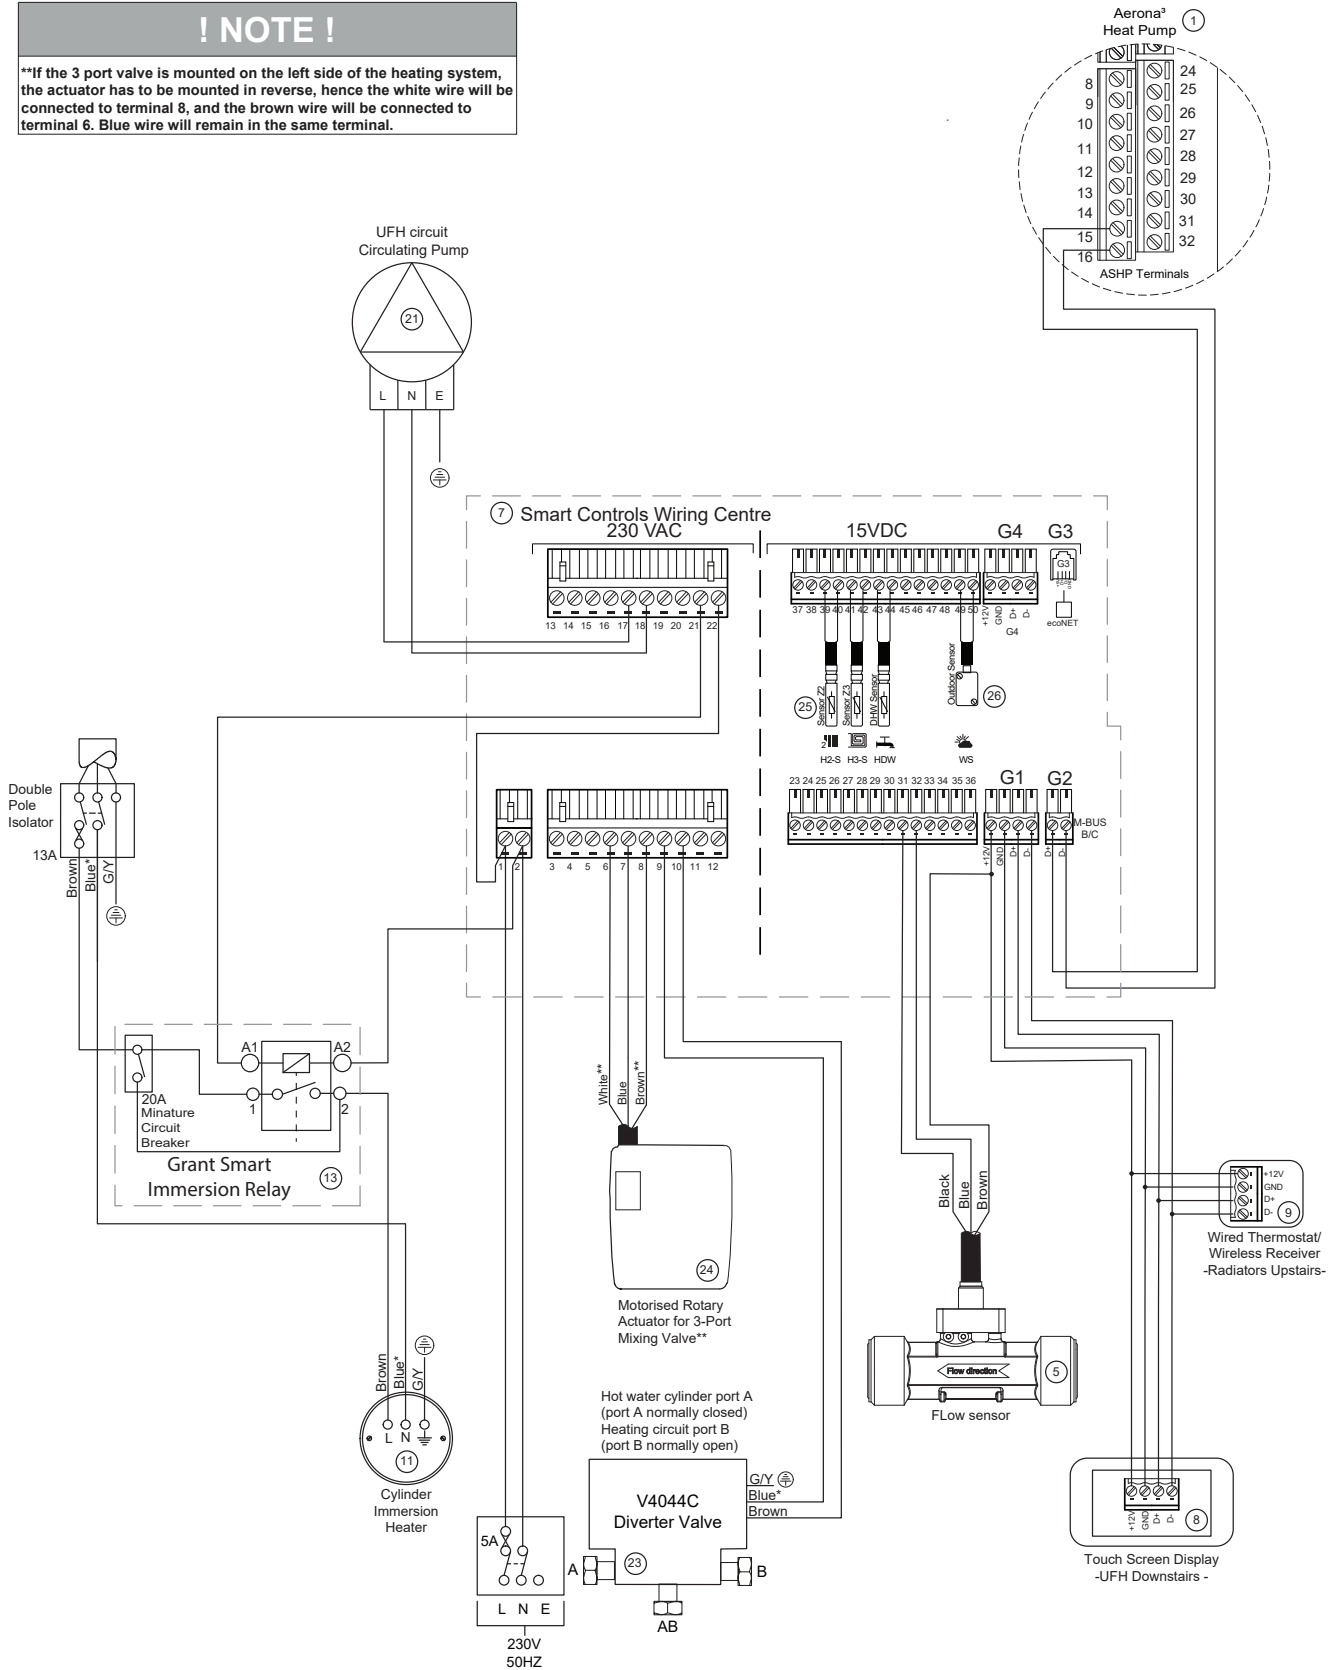 ! NOTE !
**If the 3 port valve is mounted on the left side of the heating system,
the actuator has to be mounted in reverse, hence the white wire will be
connected to terminal 8, and the brown wire will be connected to
terminal 6. Blue wire will remain in the same terminal.
Aerona³
Heat Pump
1
8
9
10
11
12
13
14
15
16
24
25
26
27
28
29
30
31
32
ASHP Terminals
UFH circuit
Circulating Pump
21
L N E
7 Smart Controls Wiring Centre
230 VAC
15VDC
G4
G3
G3
13 14 15 16 17 18 19 20 21 22
37 38 39 40 41 42 43 44 45 46 47 48 49 50
+12V
GND
D+
D-
G4
ecoNET
25
Sensor Z2
Sensor Z3
DHW Sensor
Outdoor Sensor
26
2
H2-S H3-S HDW WS
23 24 25 26 27 28 29 30 31 32 33 34 35 36
G1
G2
M-BUS
B/C
+12V
GND
D+
D-
D+
D-
1 2
3 4 5 6 7 8 9 10 11 12
Double
Pole
Isolator
13A
Brown
Blue*
G/Y
A1
A2
1
2
20A
Minature
Circuit
Breaker
Grant Smart
Immersion Relay
13
White**
Blue
Brown**
24
Motorised Rotary
Actuator for 3-Port
Mixing Valve**
Black
Blue
Brown
Flow direction
5
FLow sensor
+12V
GND
D+
D-
9
Wired Thermostat/
Wireless Receiver
-Radiators Upstairs-
Brown
Blue*
G/Y
L N
11
Cylinder
Immersion
Heater
Hot water cylinder port A
(port A normally closed)
Heating circuit port B
(port B normally open)
V4044C
Diverter Valve
G/Y
Blue*
Brown
23
A
B
AB
5A
L N E
230V
50HZ
+12V
GND
D+
D-
8
Touch Screen Display
-UFH Downstairs -